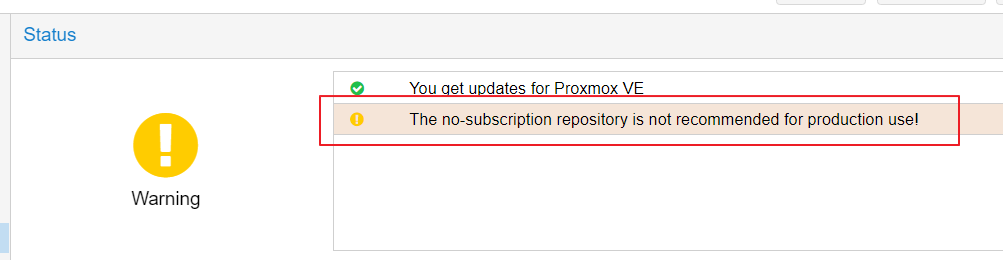 Status
You get updates for Proxmox VE
The no-subscription repository is not recommended for production use!
Warning